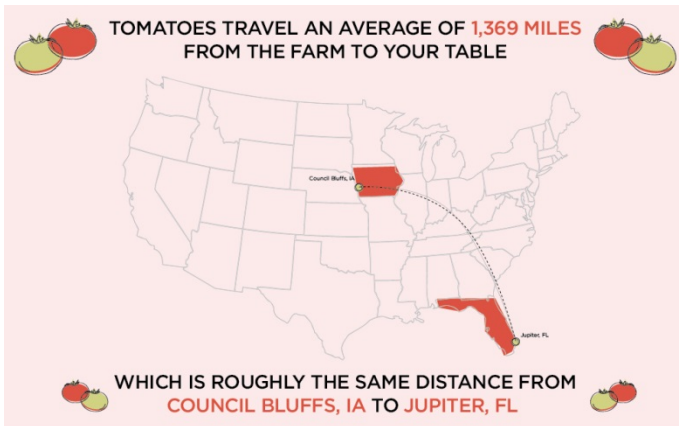 TOMATOES TRAVEL AN AVERAGE OF 1,369 MILES
FROM THE FARM TO YOUR TABLE
Council Bluffs, IA
Jupiter, FL
WHICH IS ROUGHLY THE SAME DISTANCE FROM
COUNCIL BLUFFS, IA TO JUPITER, FL